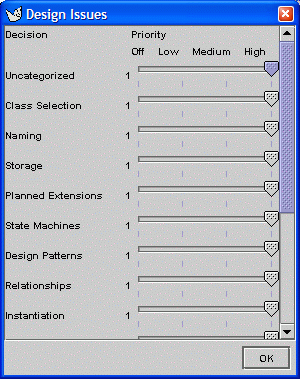 Design Issues
Decision Priority
Off Low Medium High
Uncategorized 1
Class Selection 1
Naming 1
Storage 1
Planned Extensions 1
State Machines 1
Design Patterns 1
Relationships 1
Instantiation 1
OK